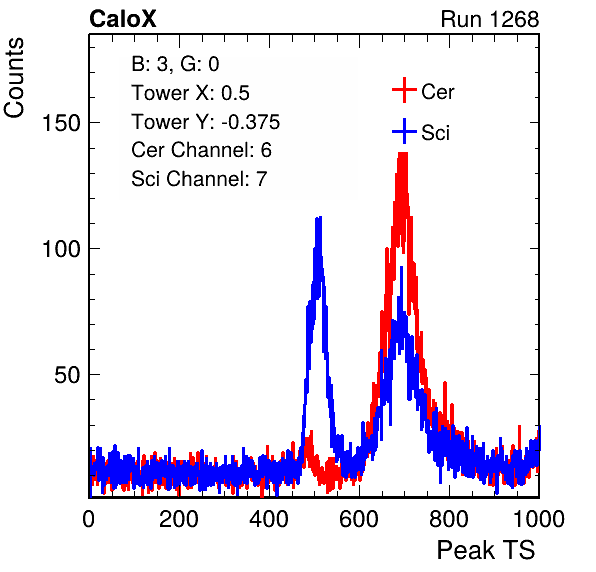 CaloX Run 1268
Counts
B: 3, G: 0
Tower X: 0.5
Tower Y: -0.375
Cer Channel: 6
Sci Channel: 7
Cer
Sci
150
100
50
0 200 400 600 800 1000
Peak TS